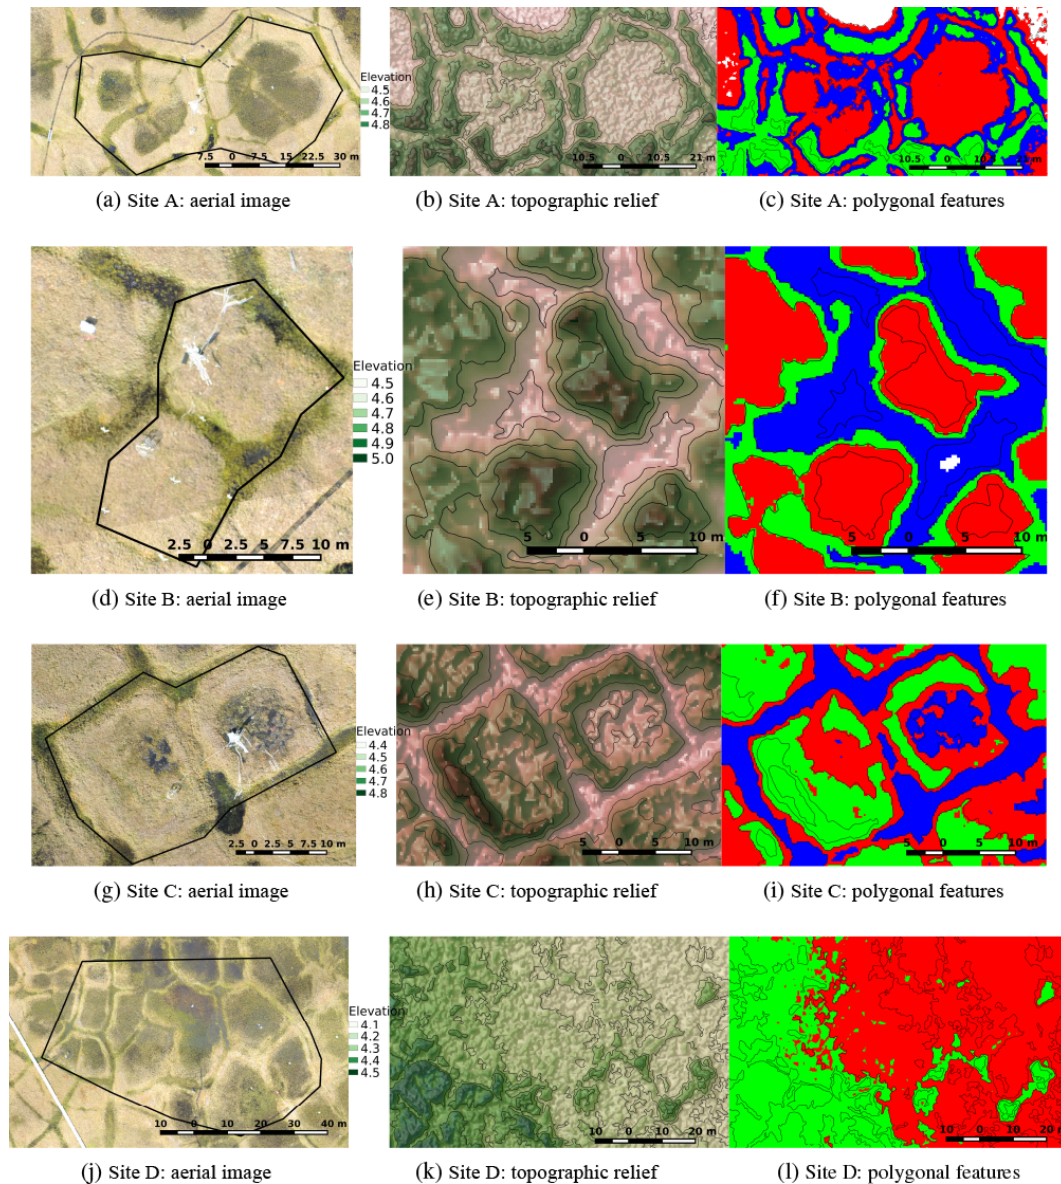 Elevation
4.5
4.6
4.7
4.8
7.5 0 7.5 15 22.5 30 m
10.5 0 10.5 21 m
10.5 0 10.5 21 m
(a) Site A: aerial image
(b) Site A: topographic relief
(c) Site A: polygonal features
Elevation
4.5
4.6
4.7
4.8
4.9
5.0
2.5 0 2.5 5 7.5 10 m
5 0 5 10 m
5 0 5 10 m
(d) Site B: aerial image
(e) Site B: topographic relief
(f) Site B: polygonal features
Elevation
4.4
4.5
4.6
4.7
4.8
2.5 0 2.5 5 7.5 10 m
5 0 5 10 m
5 0 5 10 m
(g) Site C: aerial image
(h) Site C: topographic relief
(i) Site C: polygonal features
Elevation
4.1
4.2
4.3
4.4
4.5
10 0 10 20 30 40 m
10 0 10 20 m
10 0 10 20 m
(j) Site D: aerial image
(k) Site D: topographic relief
(l) Site D: polygonal features